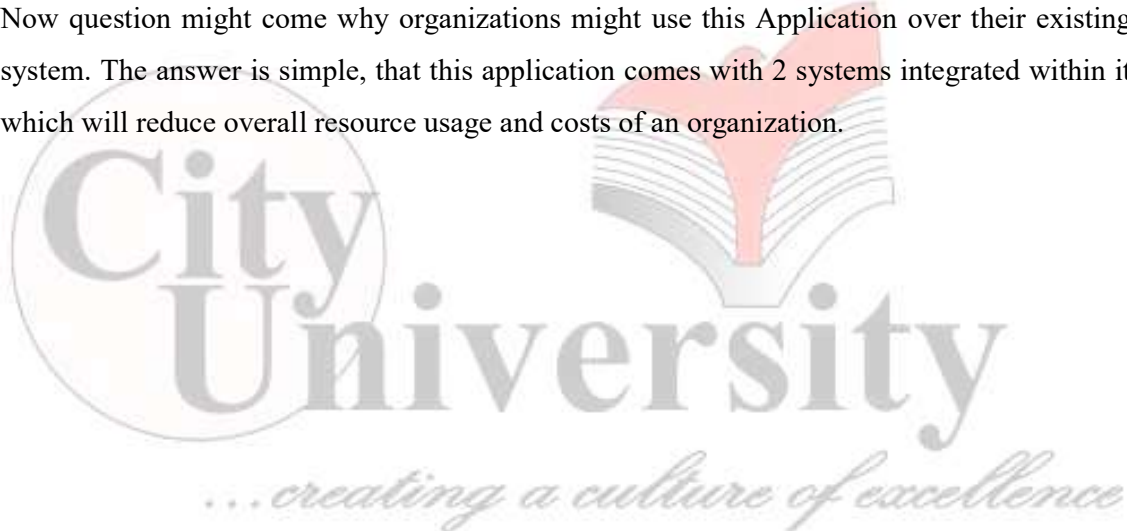 Now question might come why organizations might use this Application over their existing
system. The answer is simple, that this application comes with 2 systems integrated within it
which will reduce overall resource usage and costs of an organization.
City
University
...creating a culture of excellence